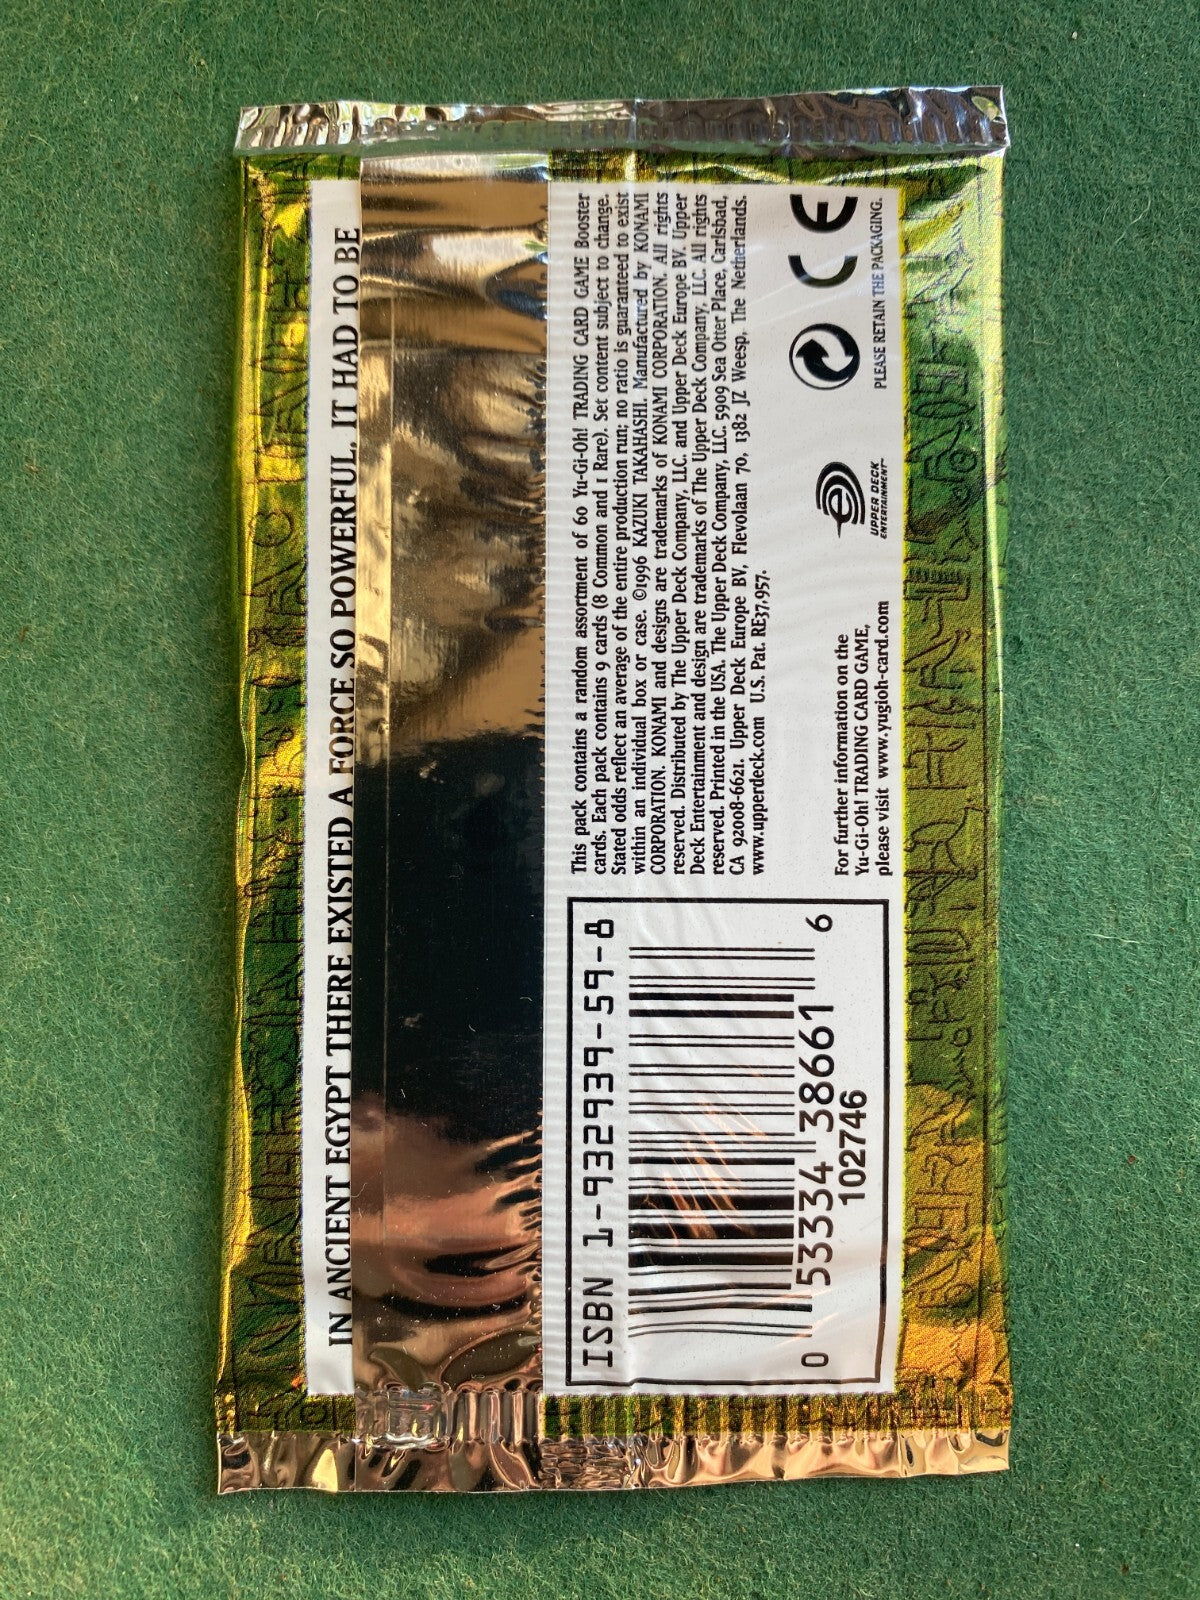 IN ANCIENT EGYPT THERE EXISTED A FORCE SO POWERFUL, IT HAD TO BE
This pack contains a random assortment of 60 Yu-Gi-Oh! TRADING CARD GAME Booster
cards. Each pack contains 9 cards (8 Common and 1 Rare). Set content subject to change.
Stated odds reflect an average of the entire production run; no ratio is guaranteed to exist
within an individual box or case. ©1996 KAZUKI TAKAHASHI. Manufactured by KONAMI
CORPORATION. KONAMI and designs are trademarks of KONAMI CORPORATION. All rights
reserved. Distributed by The Upper Deck Company, LLC. and Upper Deck Europe BV. Upper
Deck Entertainment and design are trademarks of The Upper Deck Company, LLC. All rights
reserved. Printed in the USA. The Upper Deck Company, LLC. 5909 Sea Otter Place, Carlsbad,
CA 92008-6621. Upper Deck Europe BV, Flevolaan 70, 1382 JZ Weesp, The Netherlands.
www.upperdeck.com U.S. Pat. RE37,957.
For further information on the
Yu-Gi-Oh! TRADING CARD GAME,
please visit www.yugioh-card.com
UPPER DECK
ENTERTAINMENT™
CE
PLEASE RETAIN THE PACKAGING.
ISBN 1-932939-59-8
0 53334 38661 6
102746